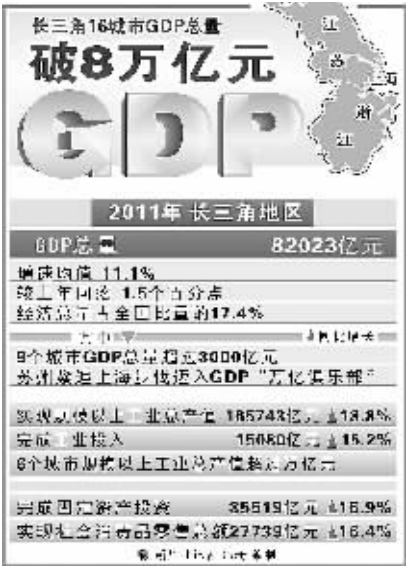 长三角16城市GDP总量
破8万亿元
GDP
江
苏
浙
江
2011年 长三角地区
GDP总量 82023亿元
增速均值 11.1%
较上年回落 1.5个百分点
经济总量占全国比重的17.4%
9个城市GDP总量超过3000亿元
苏州紧追上海步伐迈入GDP“万亿俱乐部”
实现规模以上工业总产值 185743亿元 18.8%
完成工业投入 15080亿元 15.2%
6个城市规模以上工业总产值超过万亿元
完成固定资产投资 35519亿元 16.9%
实现社会消费品零售总额27739亿元 16.4%